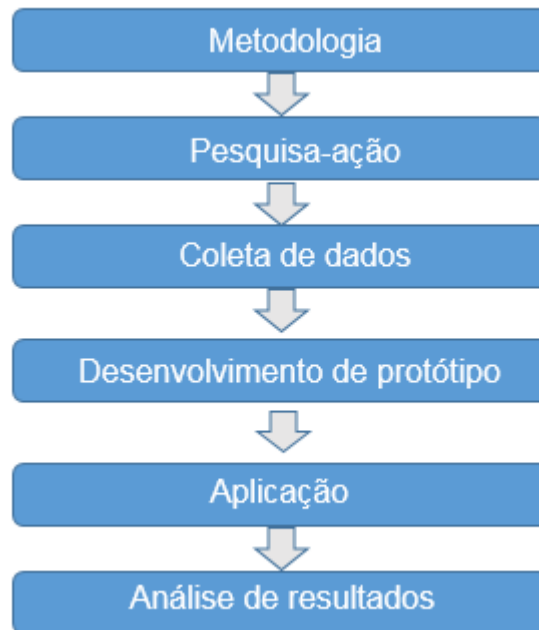 Metodologia
Pesquisa-ação
Coleta de dados
Desenvolvimento de protótipo
Aplicação
Análise de resultados